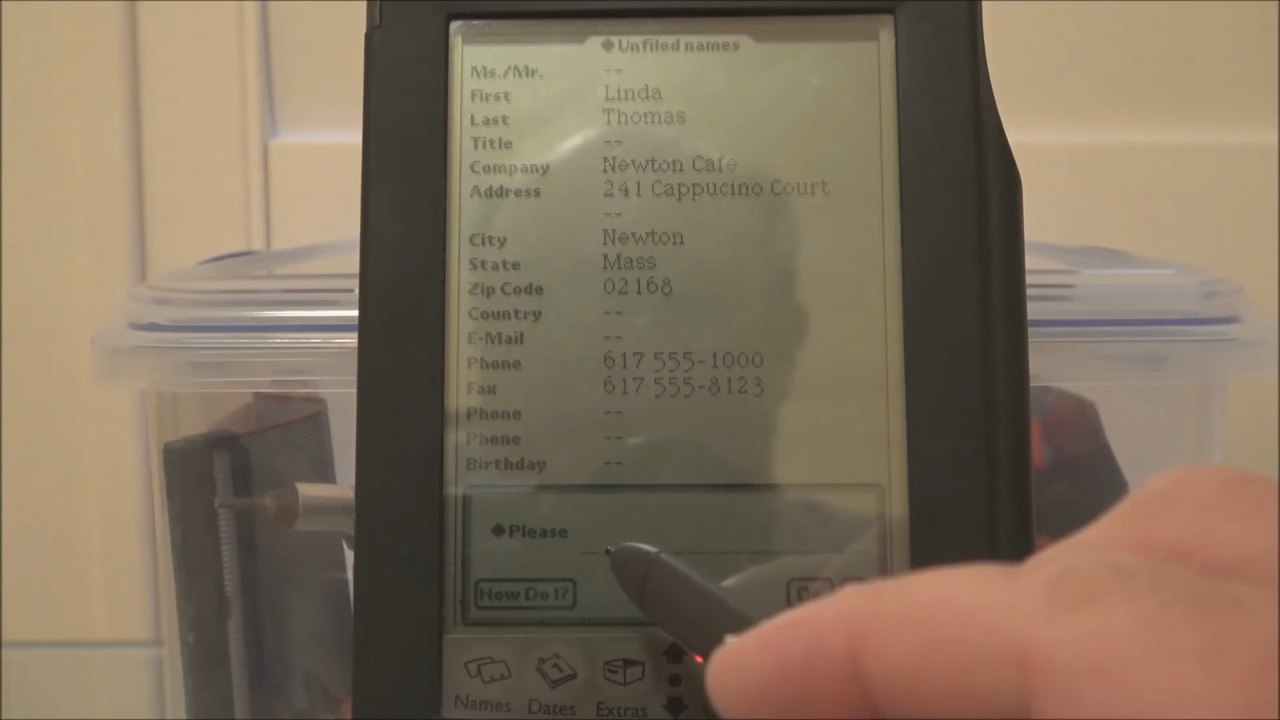 ◆Unfiled names
Ms./Mr. --
First Linda
Last Thomas
Title --
Company Newton Cafe
Address 241 Cappucino Court
--
City Newton
State Mass
Zip Code 02168
Country --
E-Mail --
Phone 617 555-1000
Fax 617 555-8123
Phone --
Phone --
Birthday --
◆Please
How Do I?
Names Dates Extras